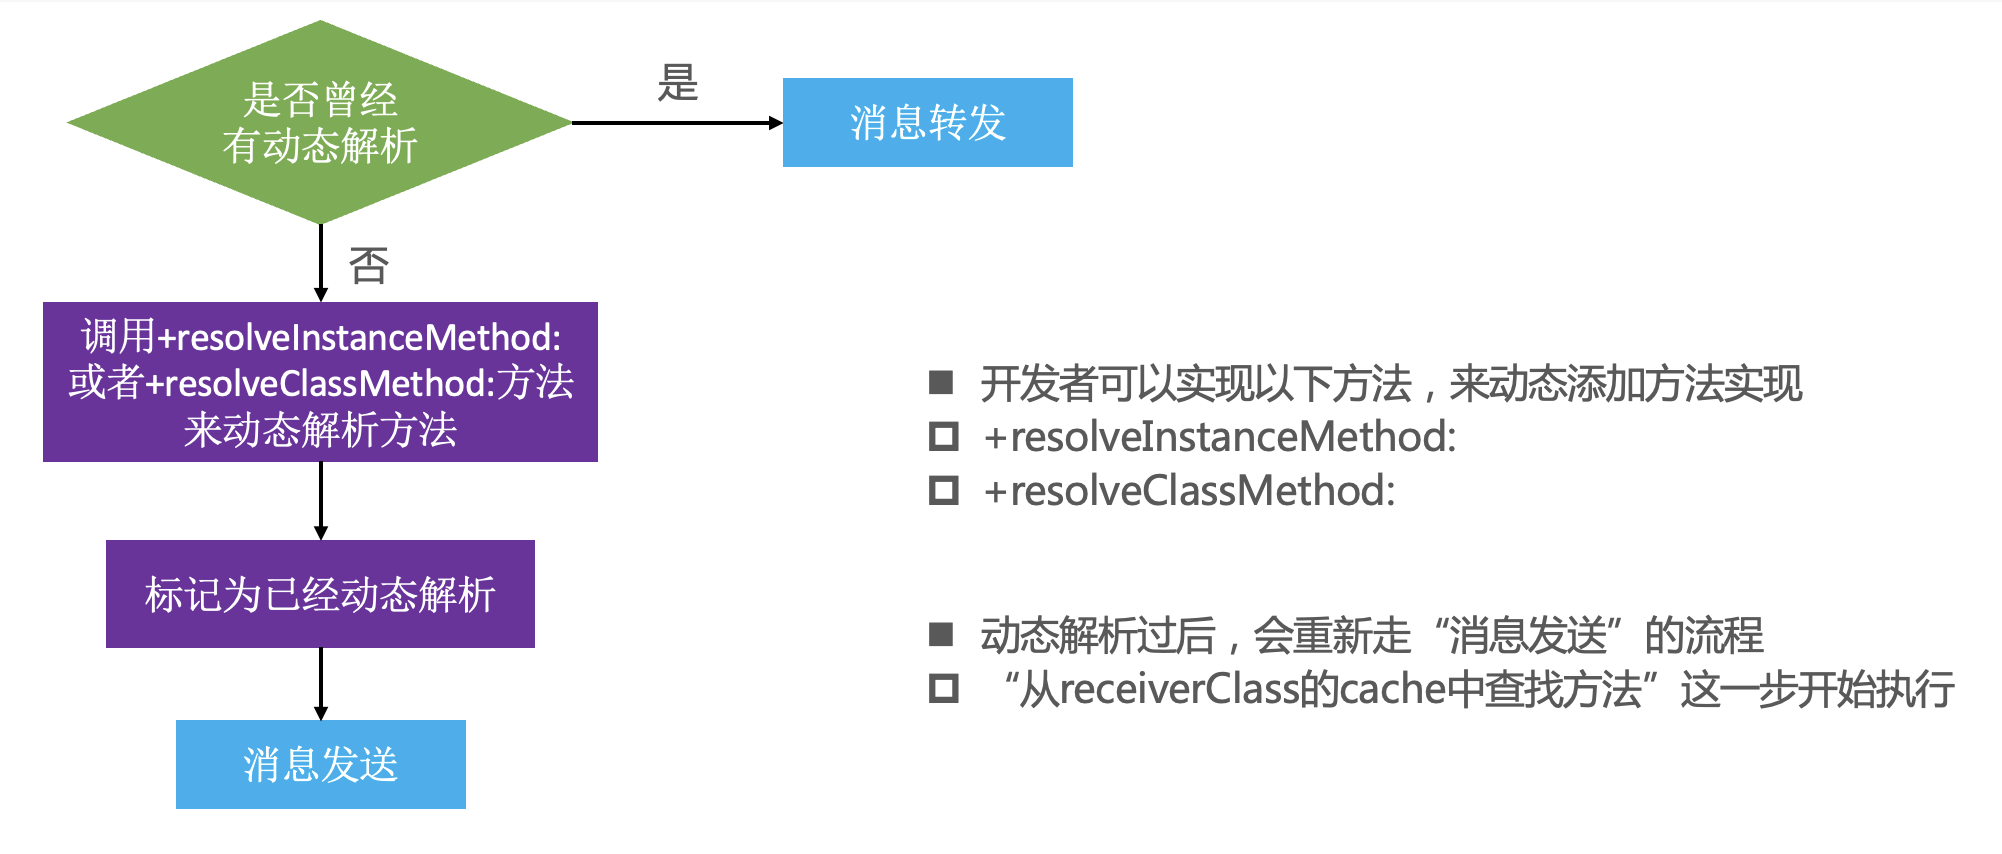 是否曾经
有动态解析
是
消息转发
否
调用+resolveInstanceMethod:
或者+resolveClassMethod:方法
来动态解析方法
标记为已经动态解析
消息发送
开发者可以实现以下方法，来动态添加方法实现
+resolveInstanceMethod:
+resolveClassMethod:
动态解析过后，会重新走“消息发送”的流程
“从receiverClass的cache中查找方法”这一步开始执行